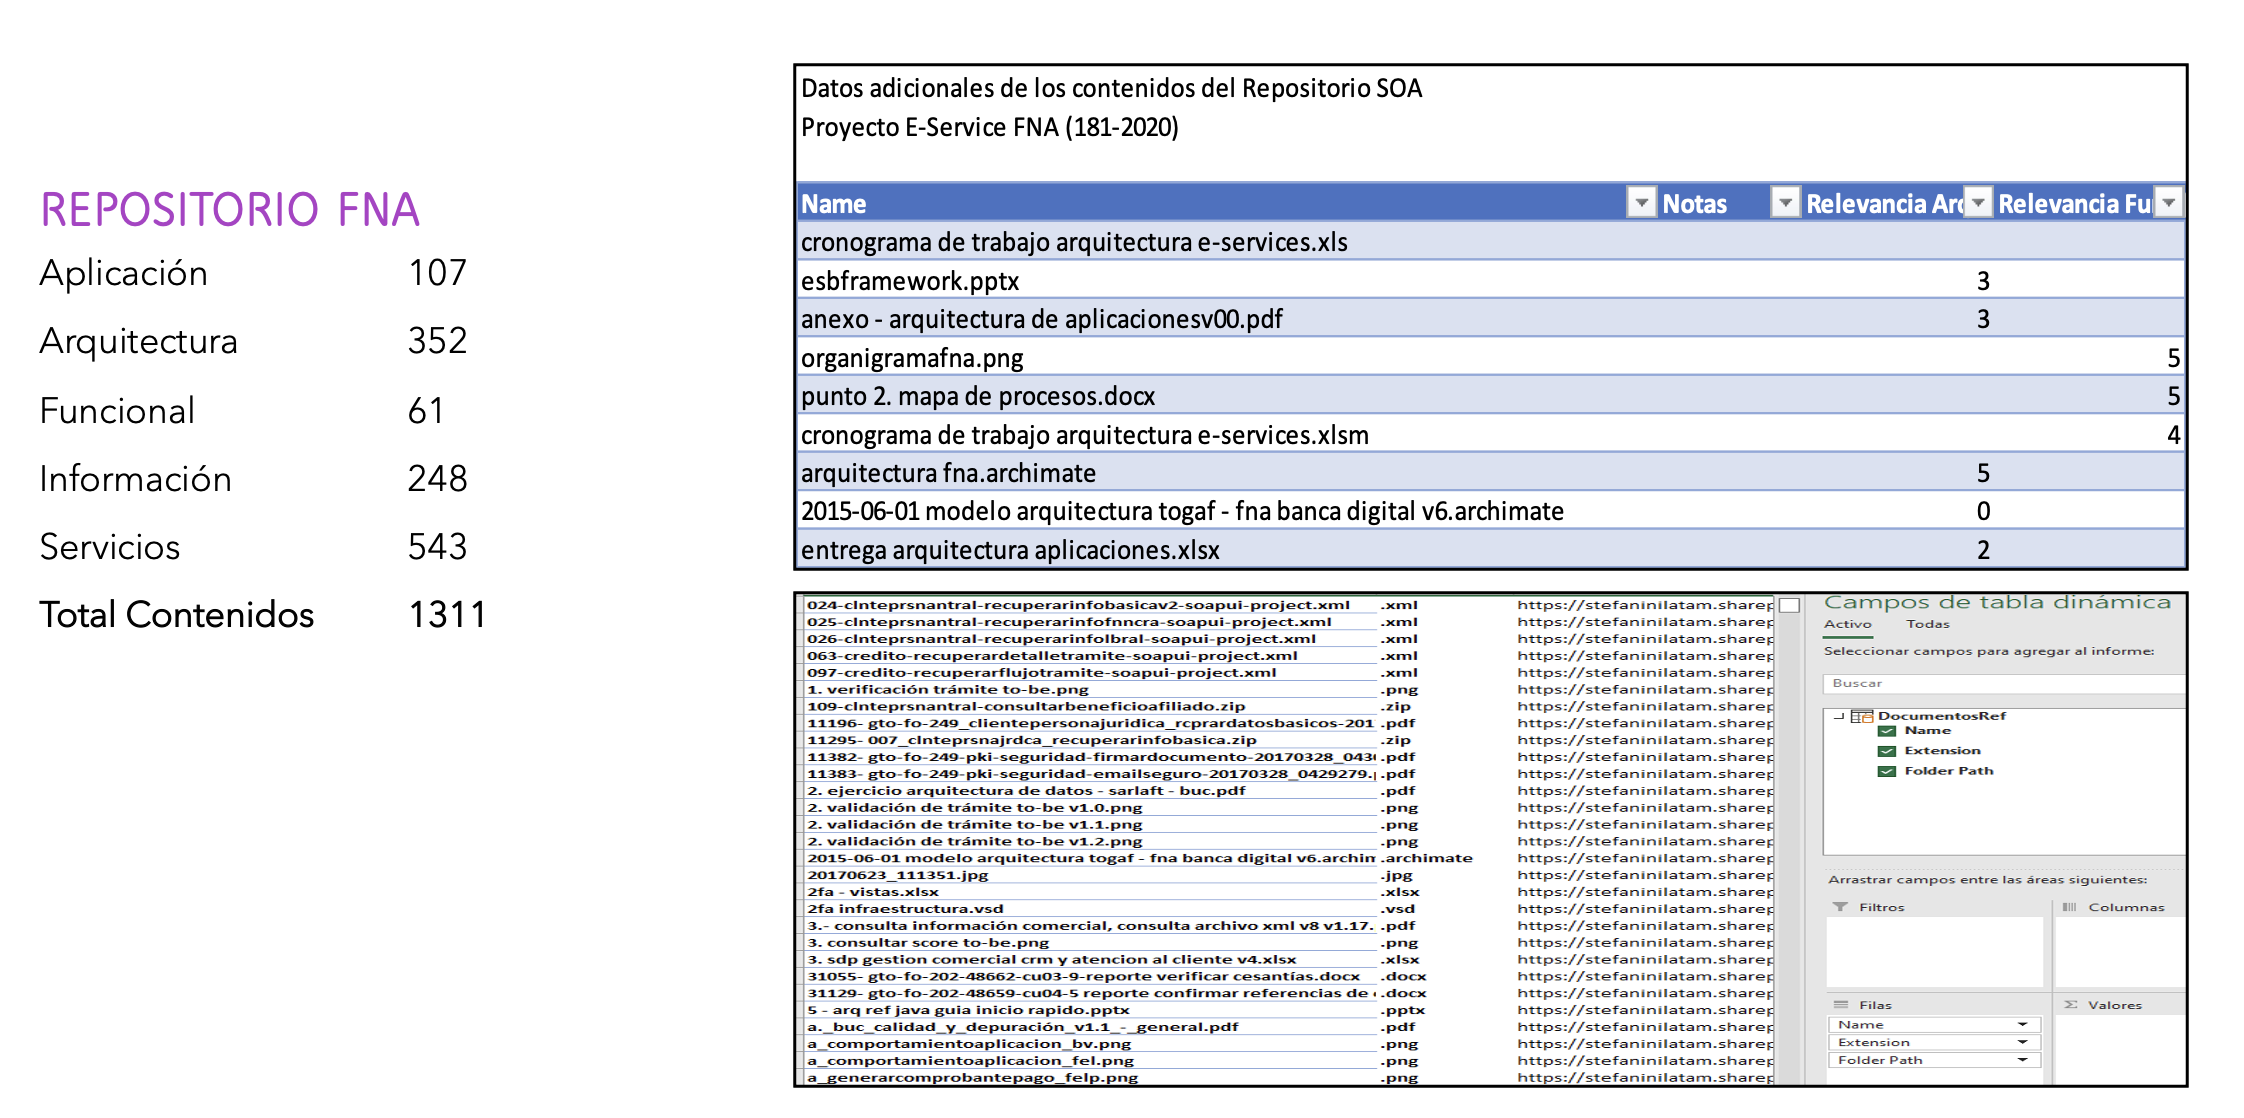 REPOSITORIO FNA
Aplicación 107
Arquitectura 352
Funcional 61
Información 248
Servicios 543
Total Contenidos 1311
Datos adicionales de los contenidos del Repositorio SOA
Proyecto E-Service FNA (181-2020)
Name Notas Relevancia Arq Relevancia Fu
cronograma de trabajo arquitectura e-services.xls
esbframework.pptx 3
anexo - arquitectura de aplicacionesv00.pdf 3
organigramafna.png 5
punto 2. mapa de procesos.docx 5
cronograma de trabajo arquitectura e-services.xlsm 4
arquitectura fna.archimate 5
2015-06-01 modelo arquitectura togaf - fna banca digital v6.archimate 0
entrega arquitectura aplicaciones.xlsx 2
024-clnteprsnantral-recuperarinfobasicav2-soapui-project.xml .xml https://stefaninilatam.sharep
025-clnteprsnantral-recuperarinfofnncra-soapui-project.xml .xml https://stefaninilatam.sharep
026-clnteprsnantral-recuperarinfolbral-soapui-project.xml .xml https://stefaninilatam.sharep
063-credito-recuperardetalletramite-soapui-project.xml .xml https://stefaninilatam.sharep
097-credito-recuperarflujotramite-soapui-project.xml .xml https://stefaninilatam.sharep
1. verificación trámite to-be.png .png https://stefaninilatam.sharep
109-clnteprsnantral-consultarbeneficioafiliado.zip .zip https://stefaninilatam.sharep
11196- gto-fo-249_clientepersonajuridica_rcprardatosbasicos-201 .pdf https://stefaninilatam.sharep
11295- 007_clnteprsnajrdca_recuperarinfobasica.zip .zip https://stefaninilatam.sharep
11382- gto-fo-249-pki-seguridad-firmardocumento-20170328_043 .pdf https://stefaninilatam.sharep
11383- gto-fo-249-pki-seguridad-emailseguro-20170328_0429279. .pdf https://stefaninilatam.sharep
2. ejercicio arquitectura de datos - sarlaft - buc.pdf .pdf https://stefaninilatam.sharep
2. validación de trámite to-be v1.0.png .png https://stefaninilatam.sharep
2. validación de trámite to-be v1.1.png .png https://stefaninilatam.sharep
2. validación de trámite to-be v1.2.png .png https://stefaninilatam.sharep
2015-06-01 modelo arquitectura togaf - fna banca digital v6.archim .archimate https://stefaninilatam.sharep
20170623_111351.jpg .jpg https://stefaninilatam.sharep
2fa - vistas.xlsx .xlsx https://stefaninilatam.sharep
2fa infraestructura.vsd .vsd https://stefaninilatam.sharep
3.- consulta información comercial, consulta archivo xml v8 v1.17. .pdf https://stefaninilatam.sharep
3. consultar score to-be.png .png https://stefaninilatam.sharep
3. sdp gestion comercial crm y atencion al cliente v4.xlsx .xlsx https://stefaninilatam.sharep
31055- gto-fo-202-48662-cu03-9-reporte verificar cesantías.docx .docx https://stefaninilatam.sharep
31129- gto-fo-202-48659-cu04-5 reporte confirmar referencias de .docx https://stefaninilatam.sharep
5 - arq ref java guia inicio rapido.pptx .pptx https://stefaninilatam.sharep
a._buc_calidad_y_depuración_v1.1_-_general.pdf .pdf https://stefaninilatam.sharep
a_comportamientoaplicacion_bv.png .png https://stefaninilatam.sharep
a_comportamientoaplicacion_fel.png .png https://stefaninilatam.sharep
a_generarcomprobantepago_felp.png .png https://stefaninilatam.sharep
Campos de tabla dinámica
Activo Todas
Seleccionar campos para agregar al informe:
Buscar
DocumentosRef
Name
Extension
Folder Path
Arrastrar campos entre las áreas siguientes:
Filtros Columnas
Filas Σ Valores
Name
Extension
Folder Path